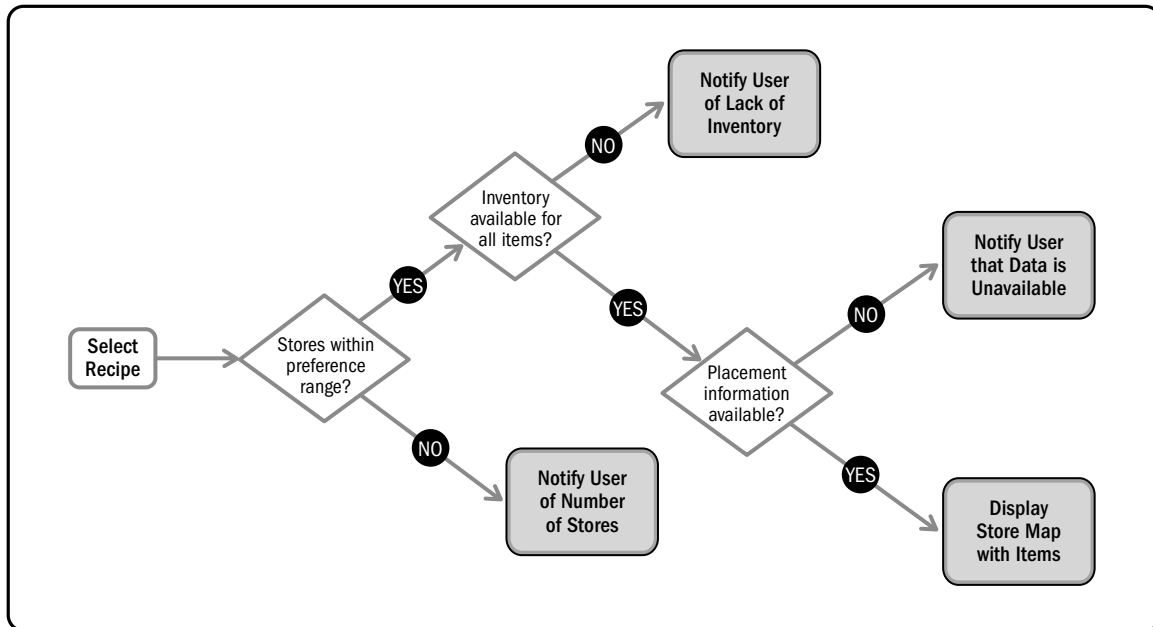 Notify User
of Lack of
Inventory
NO
Inventory
available for
all items?
Notify User
that Data is
Unavailable
YES
YES
NO
Select
Recipe
Stores within
preference
range?
Placement
information
available?
NO
Notify User
of Number
of Stores
YES
Display
Store Map
with Items